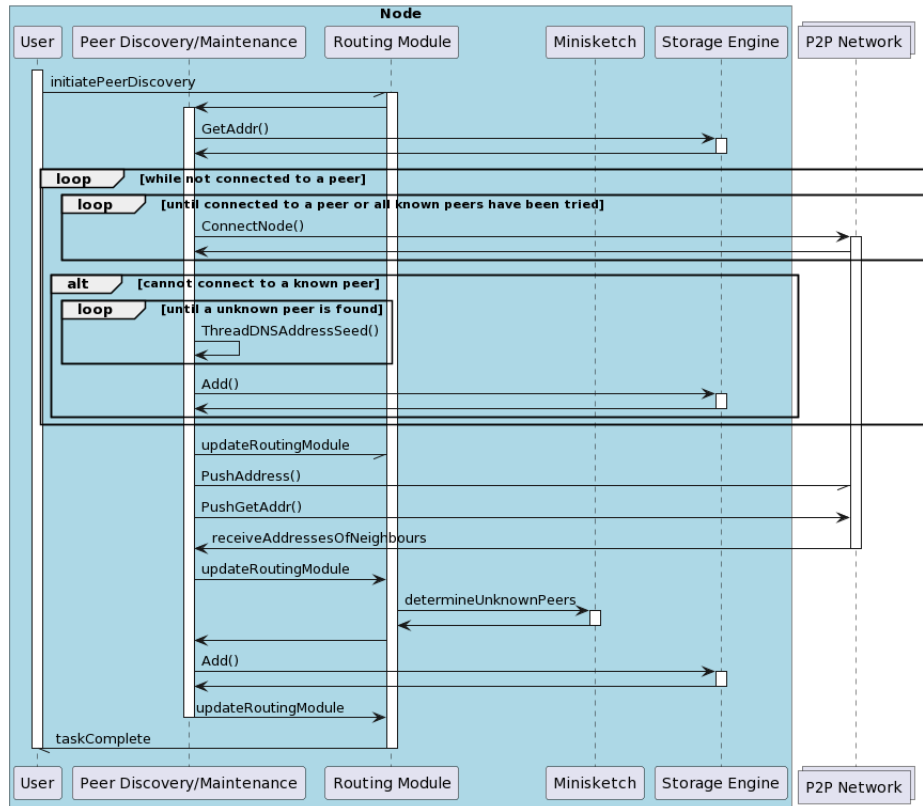 Node
User Peer Discovery/Maintenance Routing Module Minisketch Storage Engine P2P Network
initiatePeerDiscovery
GetAddr()
loop [while not connected to a peer]
loop [until connected to a peer or all known peers have been tried]
ConnectNode()
alt [cannot connect to a known peer]
loop [until a unknown peer is found]
ThreadDNSAddressSeed()
Add()
updateRoutingModule
PushAddress()
PushGetAddr()
receiveAddressesOfNeighbours
updateRoutingModule
determineUnknownPeers
Add()
updateRoutingModule
taskComplete
User Peer Discovery/Maintenance Routing Module Minisketch Storage Engine P2P Network